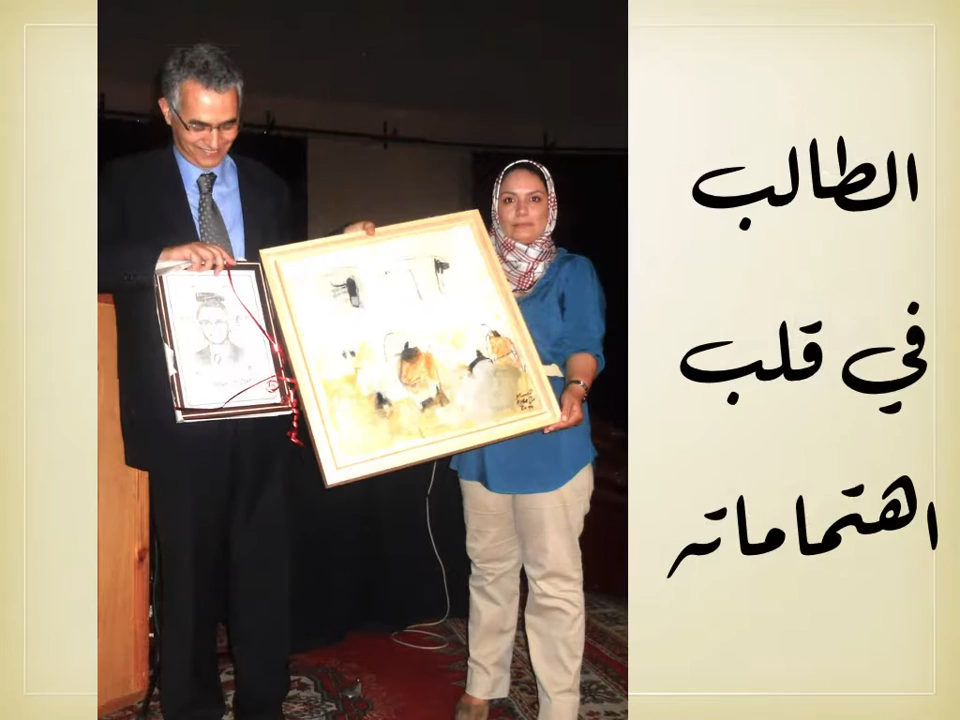 الطالب
في قلب
اهتماماته